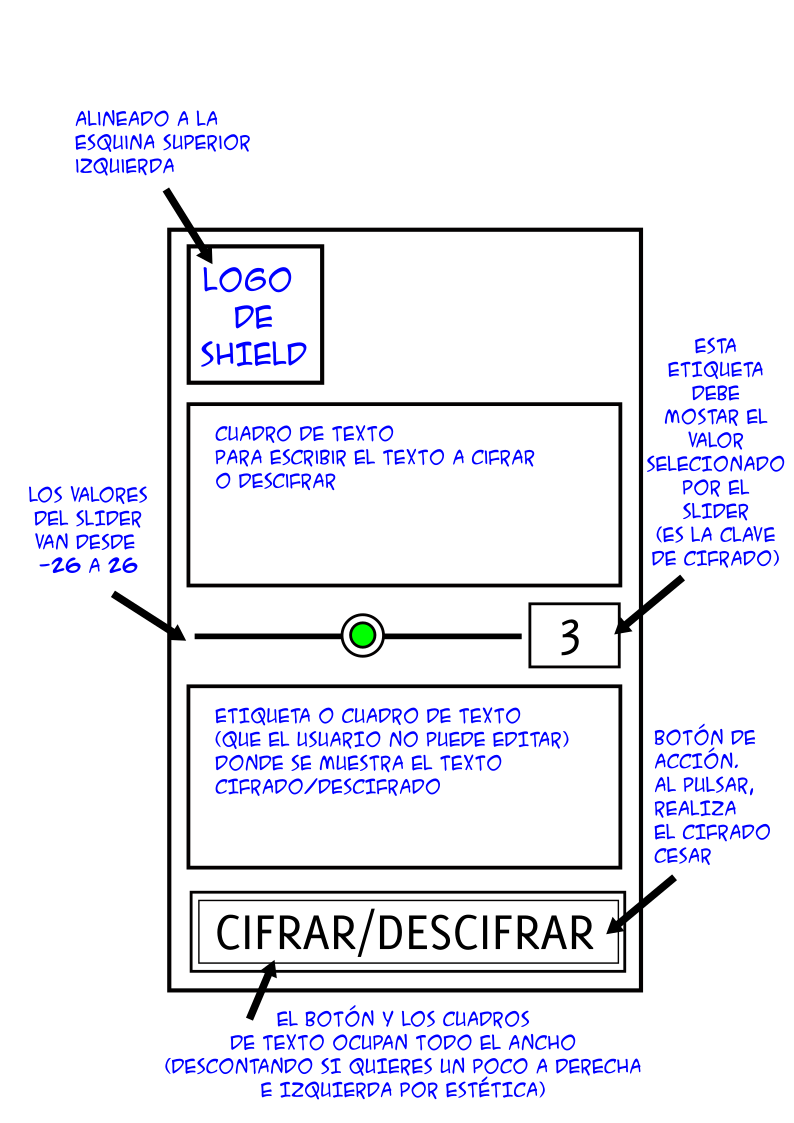 ALINEADO A LA
ESQUINA SUPERIOR
IZQUIERDA
LOGO
DE
SHIELD
ESTA
ETIQUETA
DEBE
MOSTAR EL
VALOR
SELECIONADO
POR EL
SLIDER
(ES LA CLAVE
DE CIFRADO)
CUADRO DE TEXTO
PARA ESCRIBIR EL TEXTO A CIFRAR
O DESCIFRAR
LOS VALORES
DEL SLIDER
VAN DESDE
-26 A 26
3
ETIQUETA O CUADRO DE TEXTO
(QUE EL USUARIO NO PUEDE EDITAR)
DONDE SE MUESTRA EL TEXTO
CIFRADO/DESCIFRADO
BOTÓN DE
ACCIÓN.
AL PULSAR,
REALIZA
EL CIFRADO
CESAR
CIFRAR/DESCIFRAR
EL BOTÓN Y LOS CUADROS
DE TEXTO OCUPAN TODO EL ANCHO
(DESCONTANDO SI QUIERES UN POCO A DERECHA
E IZQUIERDA POR ESTÉTICA)